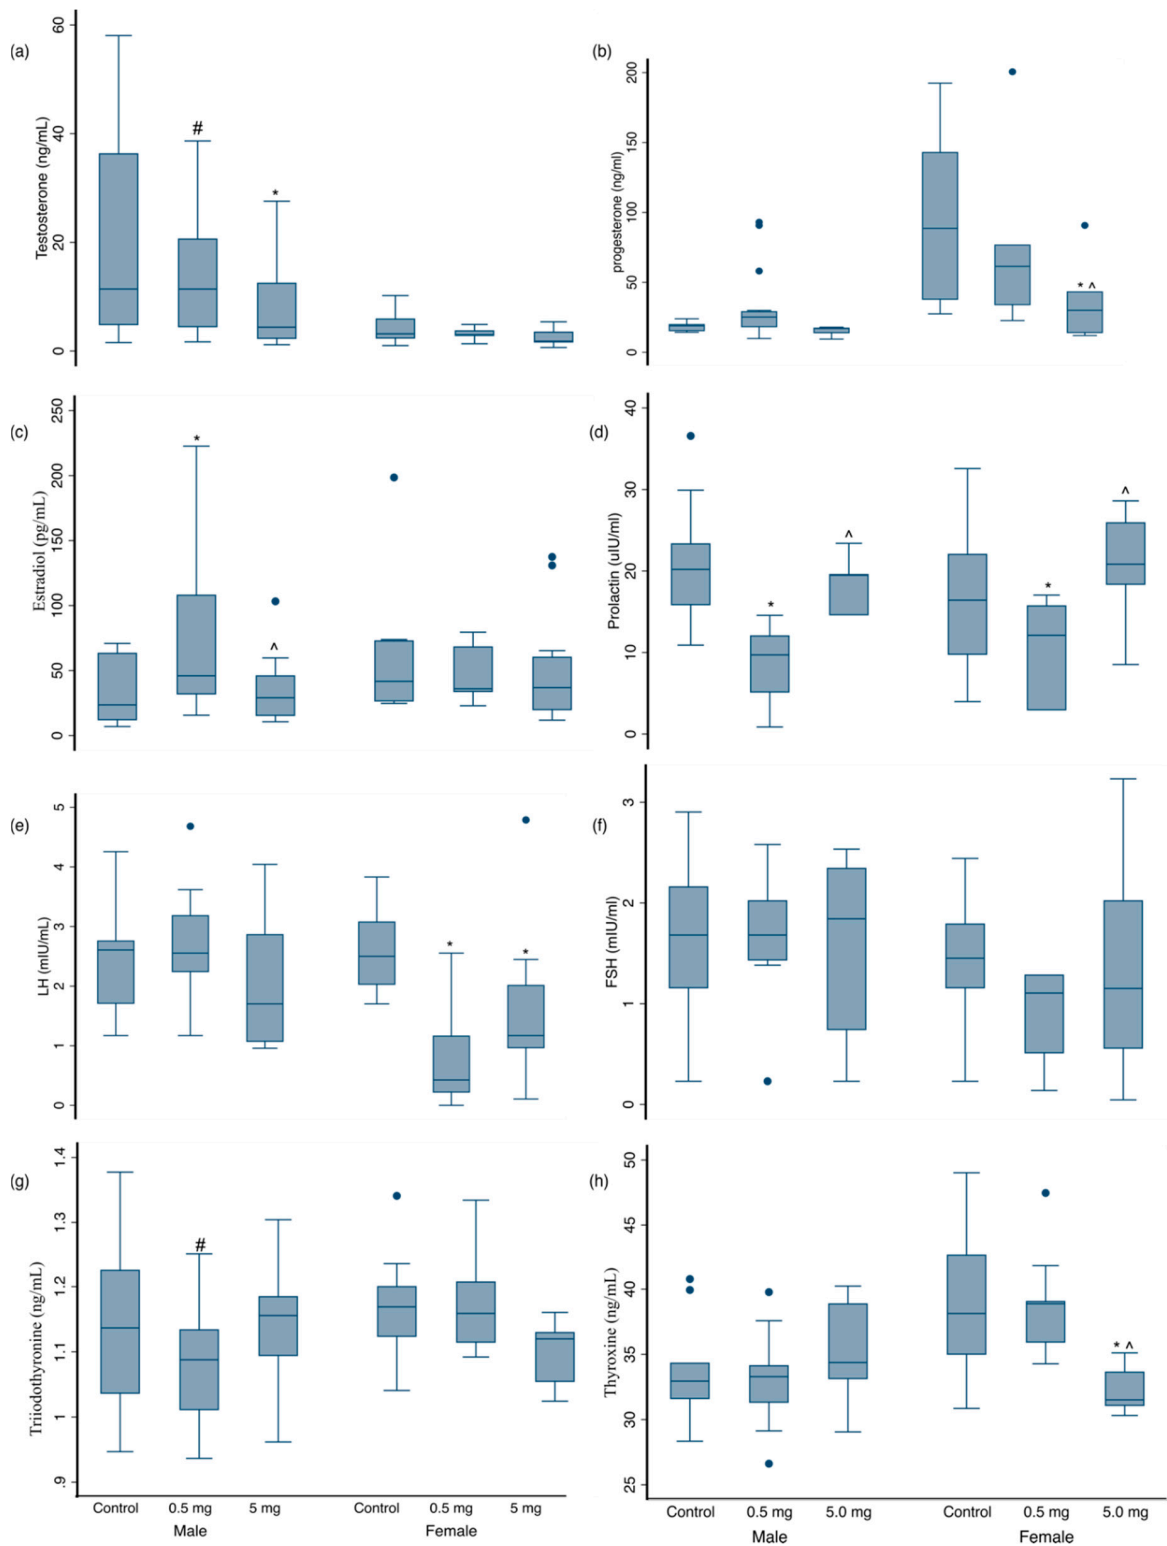 (a)
Testosterone (ng/mL)
60
40
20
0
#
*
(b)
progesterone (ng/ml)
200
150
100
50
0
* ^
(c)
Estradiol (pg/mL)
250
200
150
100
50
0
*
^
(d)
Prolactin (uIU/ml)
40
30
20
10
0
*
^
*
^
(e)
LH (mIU/mL)
5
4
3
2
1
0
*
*
(f)
FSH (mIU/ml)
3
2
1
0
(g)
Triiodothyronine (ng/mL)
1.4
1.3
1.2
1.1
1
.9
#
Control 0.5 mg 5 mg Control 0.5 mg 5 mg
Male Female
(h)
Thyroxine (ng/mL)
50
45
40
35
30
25
* ^
Control 0.5 mg 5.0 mg Control 0.5 mg 5.0 mg
Male Female